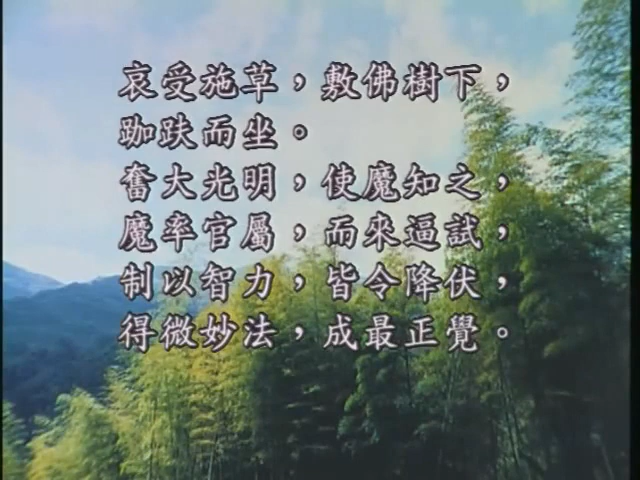 哀受施草，敷佛樹下，
跏趺而坐。
奮大光明，使魔知之，
魔率官屬，而來逼試，
制以智力，皆令降伏，
得微妙法，成最正覺。